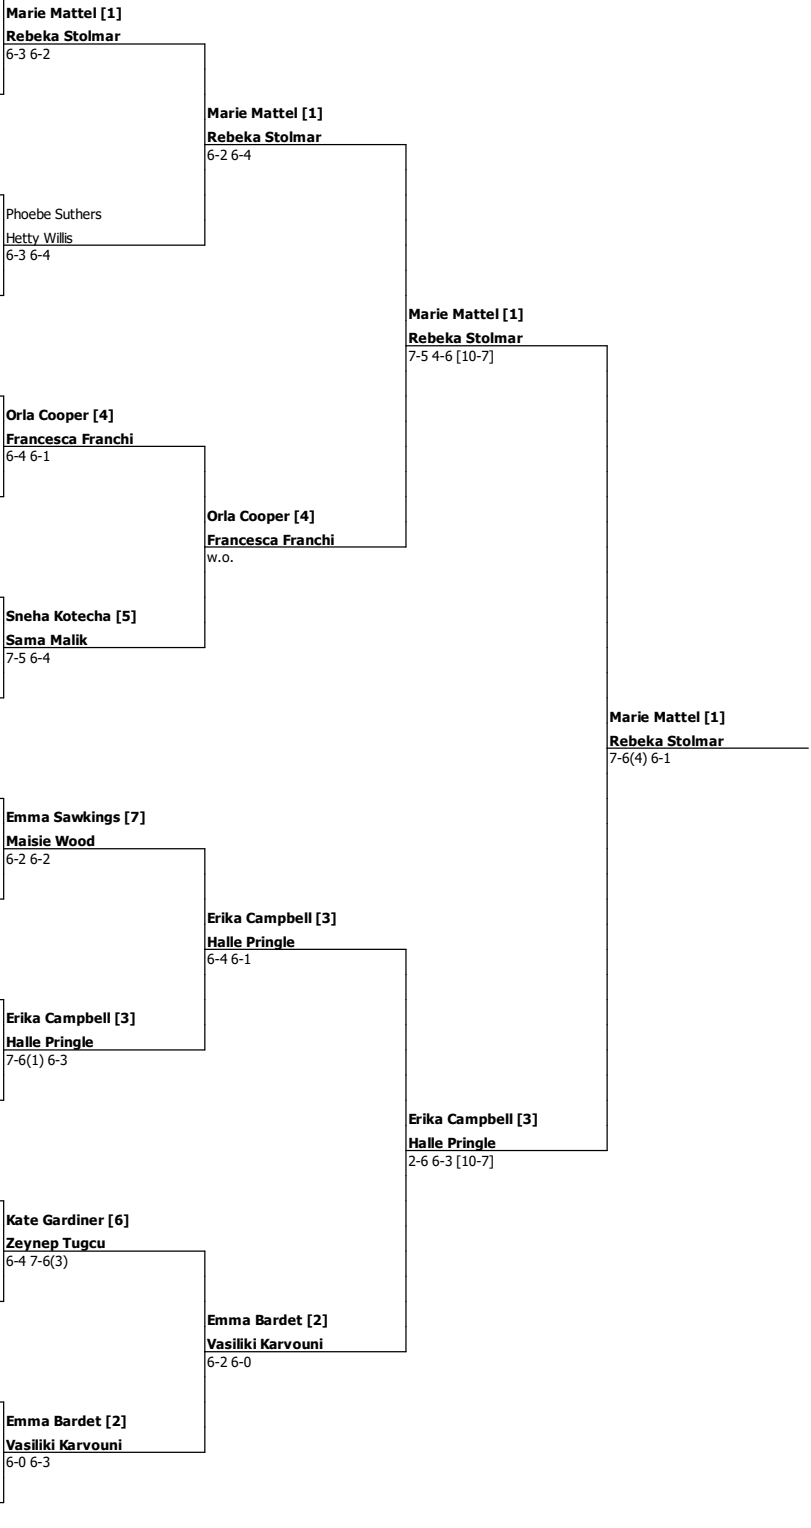 Marie Mattel [1]
Rebeka Stolmar
6-3 6-2
Marie Mattel [1]
Rebeka Stolmar
6-2 6-4
Phoebe Suthers
Hetty Willis
6-3 6-4
Marie Mattel [1]
Rebeka Stolmar
7-5 4-6 [10-7]
Orla Cooper [4]
Francesca Franchi
6-4 6-1
Orla Cooper [4]
Francesca Franchi
w.o.
Sneha Kotecha [5]
Sama Malik
7-5 6-4
Marie Mattel [1]
Rebeka Stolmar
7-6(4) 6-1
Emma Sawkings [7]
Maisie Wood
6-2 6-2
Erika Campbell [3]
Halle Pringle
6-4 6-1
Erika Campbell [3]
Halle Pringle
7-6(1) 6-3
Erika Campbell [3]
Halle Pringle
2-6 6-3 [10-7]
Kate Gardiner [6]
Zeynep Tugcu
6-4 7-6(3)
Emma Bardet [2]
Vasiliki Karvouni
6-2 6-0
Emma Bardet [2]
Vasiliki Karvouni
6-0 6-3